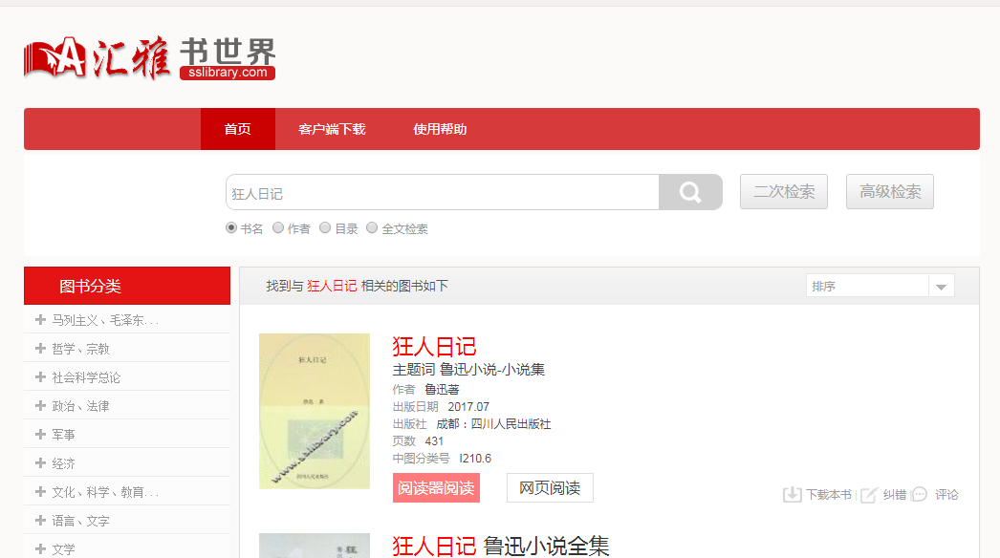 汇雅 书世界
sslibrary.com
首页 客户端下载 使用帮助
狂人日记
二次检索 高级检索
书名 作者 目录 全文检索
图书分类
马列主义、毛泽东...
哲学、宗教
社会科学总论
政治、法律
军事
经济
文化、科学、教育...
语言、文字
文学
找到与 狂人日记 相关的图书如下
排序
狂人日记
鲁迅 著
www.sslibrary.com
四川人民出版社
狂人日记
主题词 鲁迅小说-小说集
作者 鲁迅著
出版日期 2017.07
出版社 成都：四川人民出版社
页数 431
中图分类号 I210.6
阅读器阅读 网页阅读
下载本书 纠错 评论
狂人日记 鲁迅小说全集